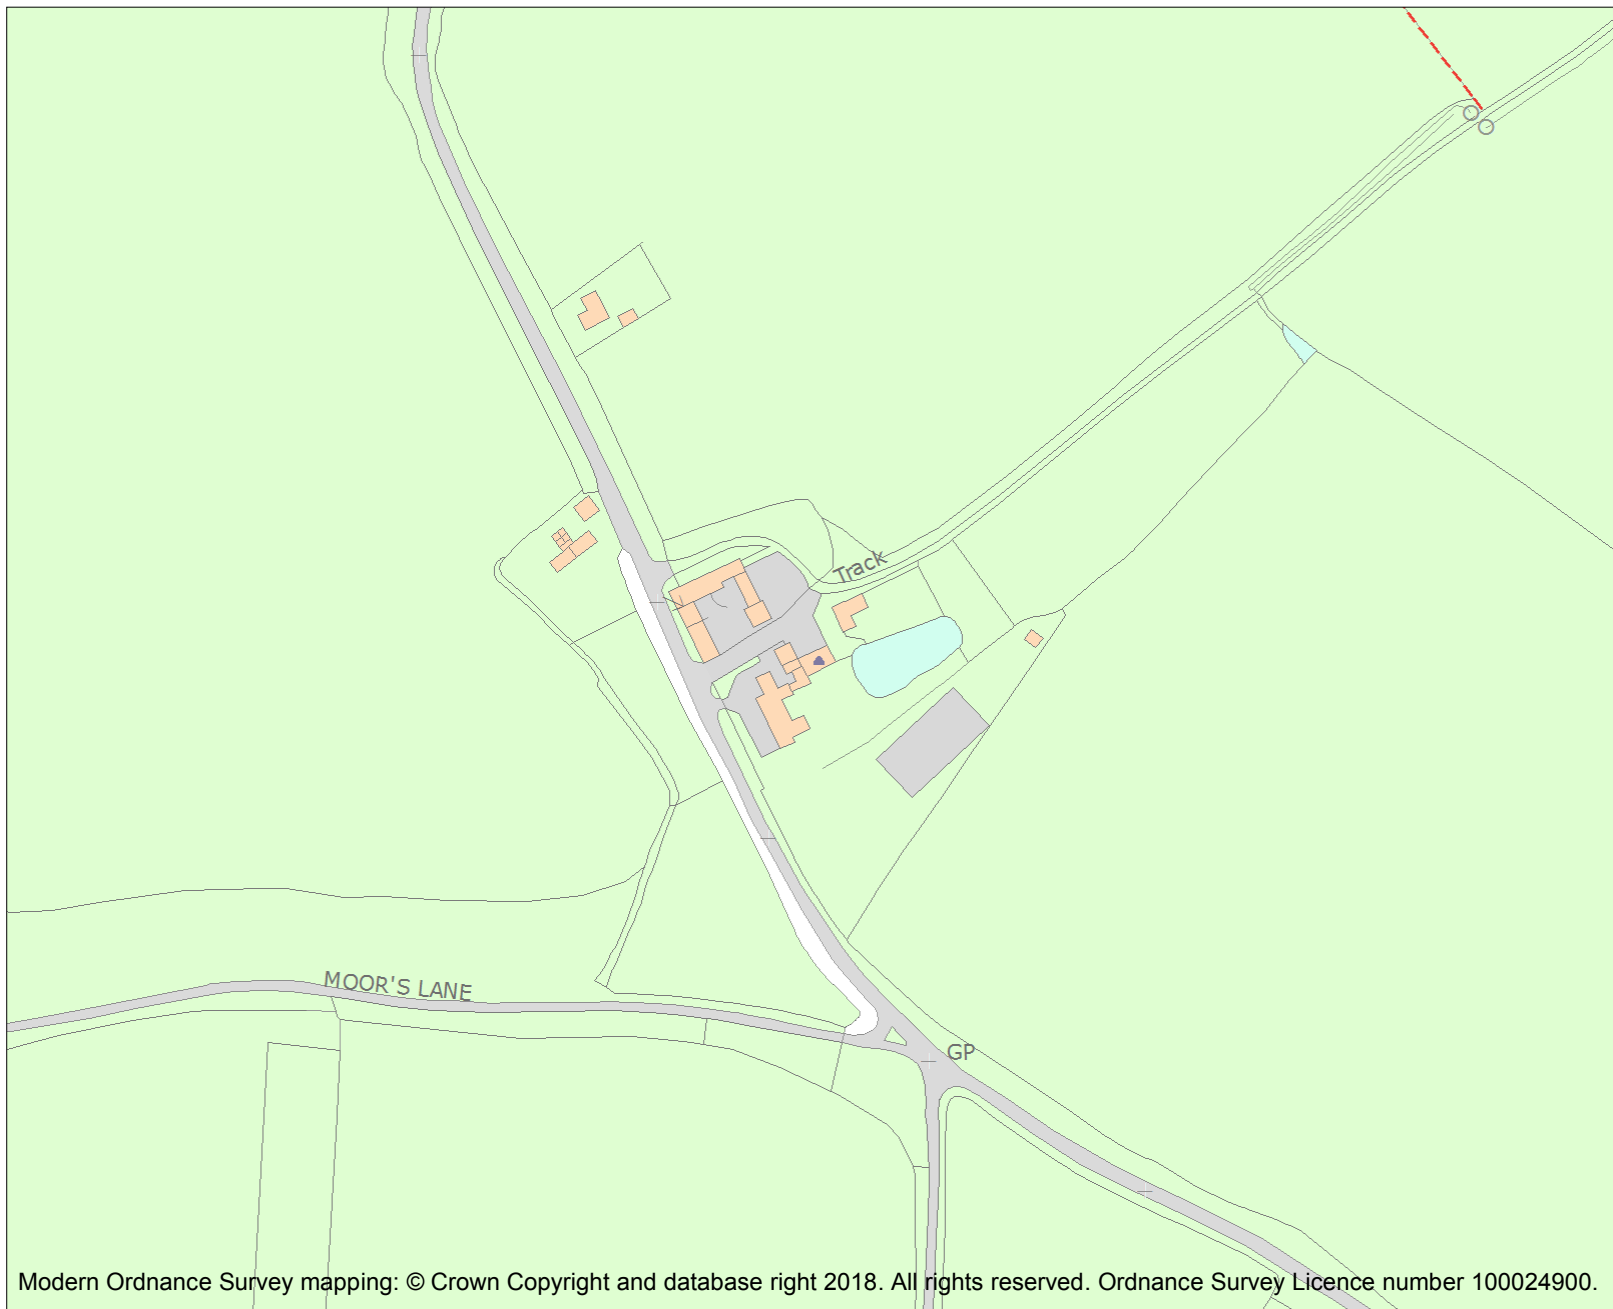 Track
MOOR'S LANE
GP
Modern Ordnance Survey mapping: © Crown Copyright and database right 2018. All rights reserved. Ordnance Survey Licence number 100024900.